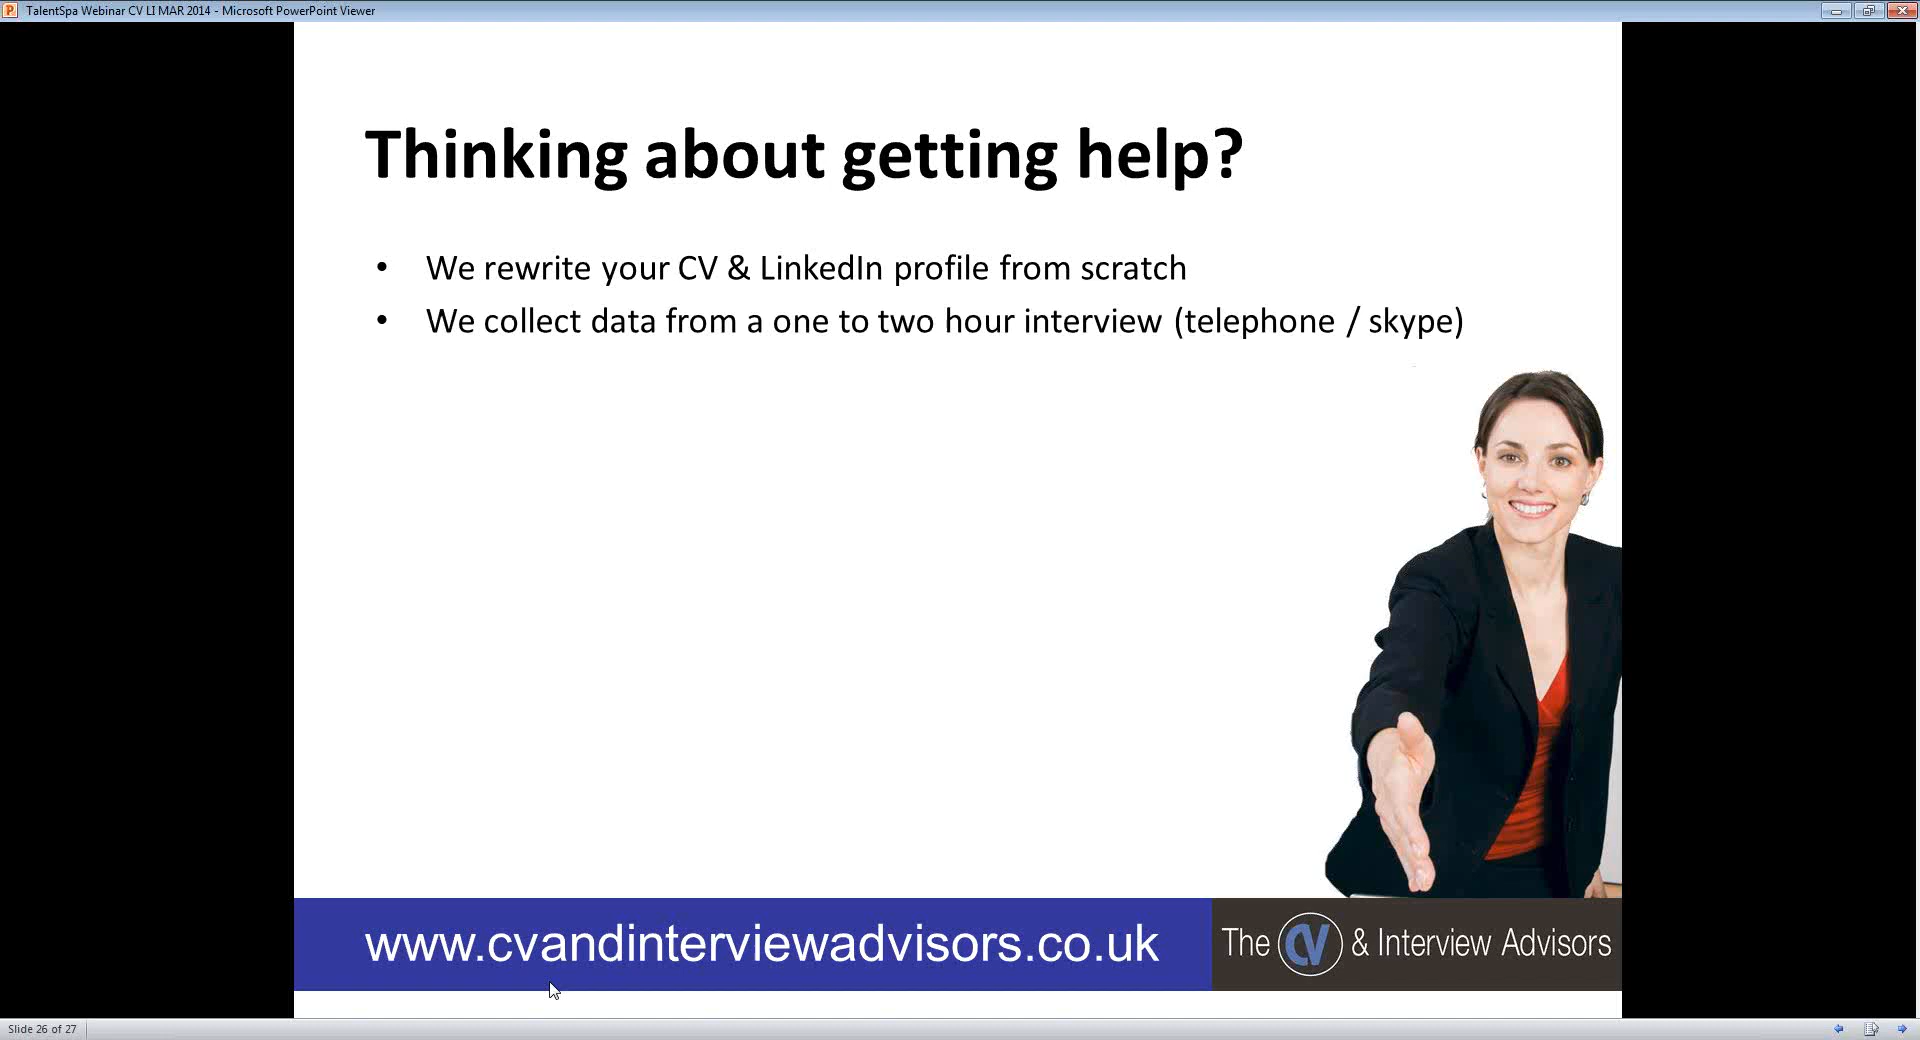 TalentSpa Webinar CV LI MAR 2014 - Microsoft PowerPoint Viewer
Thinking about getting help?
• We rewrite your CV & LinkedIn profile from scratch
• We collect data from a one to two hour interview (telephone / skype)
www.cvandinterviewadvisors.co.uk
The CV & Interview Advisors
Slide 26 of 27